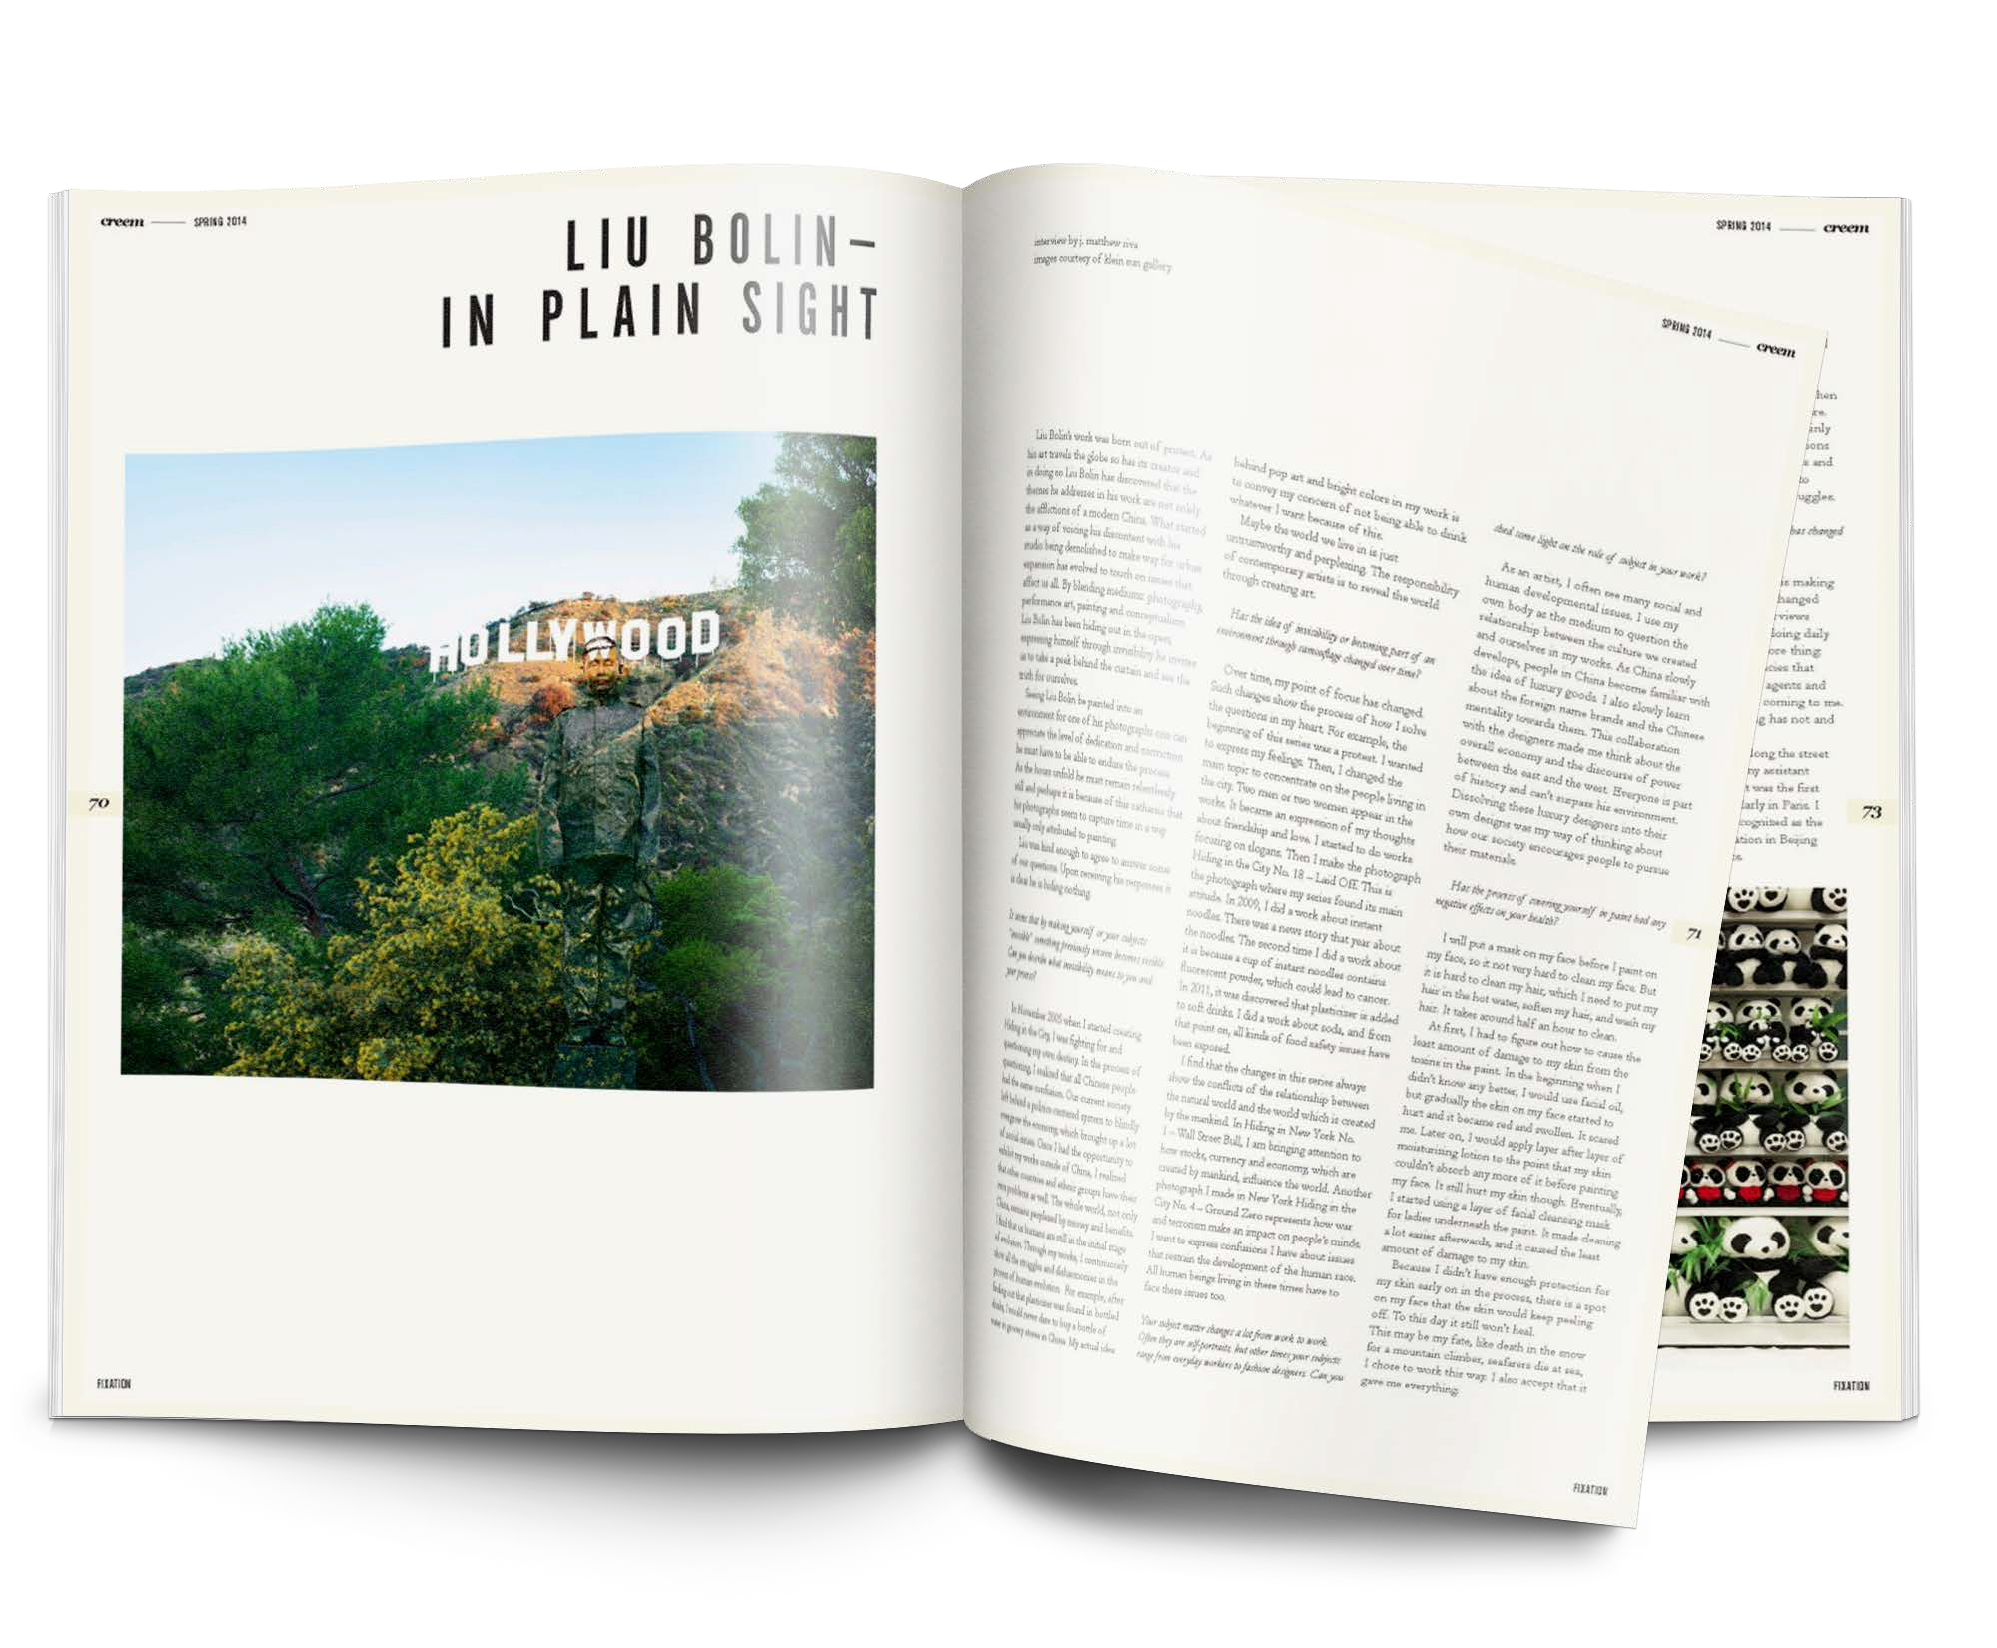 creem — SPRING 2014
LIU BOLIN–
IN PLAIN SIGHT
HOLLYWOOD
70
FIXATION
interview by j. matthew riva
images courtesy of klein sun gallery
SPRING 2014 — creem
Liu Bolin's work was born out of protest. As
his art travels the globe so has its creator and
in doing so Liu Bolin has discovered that the
themes he addresses in his work are not solely
the afflictions of a modern China. What started
as a way of voicing his discontent with his
studio being demolished to make way for urban
expansion has evolved to touch on issues that
affect us all. By blending mediums: photography,
performance art, painting and conceptualism
Liu Bolin has been hiding out in the open,
expressing himself through invisibility he invites
us to take a peek behind the curtain and see the
truth for ourselves.
Seeing Liu Bolin be painted into an
environment for one of his photographs one can
appreciate the level of dedication and conviction
he must have to be able to endure the process.
As the hours unfold he must remain relentlessly
still and perhaps it is because of this catharsis that
his photographs seem to capture time in a way
usually only attributed to painting.
Liu was kind enough to agree to answer some
of our questions. Upon receiving his responses it
is clear he is hiding nothing.
It seems that by making yourself or your subjects
"invisible" something previously unseen becomes visible.
Can you describe what invisibility means to you and
your process?
In November 2005 when I started creating
Hiding in the City, I was fighting for and
questioning my own destiny. In the process of
questioning, I realized that all Chinese people
had the same confusion. Our current society
left behind a politics-centered system to blindly
evergrow the economy, which brought up a lot
of social issues. Once I had the opportunity to
exhibit my works outside of China, I realized
that other countries and ethnic groups have their
own problems as well. The whole world, not only
China, remains perplexed by money and benefits.
I find that us humans are still in the initial stage
of evolution. Through my works, I continuously
show all the struggles and disharmonies in the
process of human evolution. For example, after
finding out that plasticizer was found in bottled
drinks, I would never dare to buy a bottle of
water in grocery stores in China. My actual idea
behind pop art and bright colors in my work is
to convey my concern of not being able to drink
whatever I want because of this.
Maybe the world we live in is just
untrustworthy and perplexing. The responsibility
of contemporary artists is to reveal the world
through creating art.
Has the idea of invisibility or becoming part of an
environment through camouflage changed over time?
Over time, my point of focus has changed.
Such changes show the process of how I solve
the questions in my heart. For example, the
beginning of this series was a protest. I wanted
to express my feelings. Then, I changed the
main topic to concentrate on the people living in
the city. Two men or two women appear in the
works. It became an expression of my thoughts
about friendship and love. I started to do works
focusing on slogans. Then I make the photograph
Hiding in the City No. 18 – Laid Off. This is
the photograph where my series found its main
attitude. In 2009, I did a work about instant
noodles. There was a news story that year about
the noodles. The second time I did a work about
it is because a cup of instant noodles contains
fluorescent powder, which could lead to cancer.
In 2011, it was discovered that plasticizer is added
to soft drinks. I did a work about soda, and from
that point on, all kinds of food safety issues have
been exposed.
I find that the changes in this series always
show the conflicts of the relationship between
the natural world and the world which is created
by the mankind. In Hiding in New York No.
1 – Wall Street Bull, I am bringing attention to
how stocks, currency and economy, which are
created by mankind, influence the world. Another
photograph I made in New York Hiding in the
City No. 4 – Ground Zero represents how war
and terrorism make an impact on people's minds.
I want to express confusions I have about issues
that restrain the development of the human race.
All human beings living in these times have to
face these issues too.
Your subject matter changes a lot from work to work.
Often they are self-portraits, but other times your subjects
range from everyday workers to fashion designers. Can you
shed some light on the role of subject in your work?
As an artist, I often see many social and
human developmental issues. I use my
own body as the medium to question the
relationship between the culture we created
and ourselves in my works. As China slowly
develops, people in China become familiar with
the idea of luxury goods. I also slowly learn
about the foreign name brands and the Chinese
mentality towards them. This collaboration
with the designers made me think about the
overall economy and the discourse of power
between the east and the west. Everyone is part
of history and can't surpass his environment.
Dissolving these luxury designers into their
own designs was my way of thinking about
how our society encourages people to pursue
their materials.
Has the process of covering yourself in paint had any
negative effects on your health?
I will put a mask on my face before I paint on
my face, so it not very hard to clean my face. But
it is hard to clean my hair, which I need to put my
hair in the hot water, soften my hair, and wash my
hair. It takes around half an hour to clean.
At first, I had to figure out how to cause the
least amount of damage to my skin from the
toxins in the paint. In the beginning when I
didn't know any better, I would use facial oil,
but gradually the skin on my face started to
hurt and it became red and swollen. It scared
me. Later on, I would apply layer after layer of
moisturizing lotion to the point that my skin
couldn't absorb any more of it before painting
my face. It still hurt my skin though. Eventually,
I started using a layer of facial cleansing mask
for ladies underneath the paint. It made cleaning
a lot easier afterwards, and it caused the least
amount of damage to my skin.
Because I didn't have enough protection for
my skin early on in the process, there is a spot
on my face that the skin would keep peeling
off. To this day it still won't heal.
This may be my fate, like death in the snow
for a mountain climber, seafarers die at sea,
I chose to work this way. I also accept that it
gave me everything.
71
FIXATION
SPRING 2014 — creem
and
to
has changed
making
doing daily
agents and
coming to me.
has not and
long the street
assistant
was the first
in Paris. I
as the
in Beijing
73
FIXATION